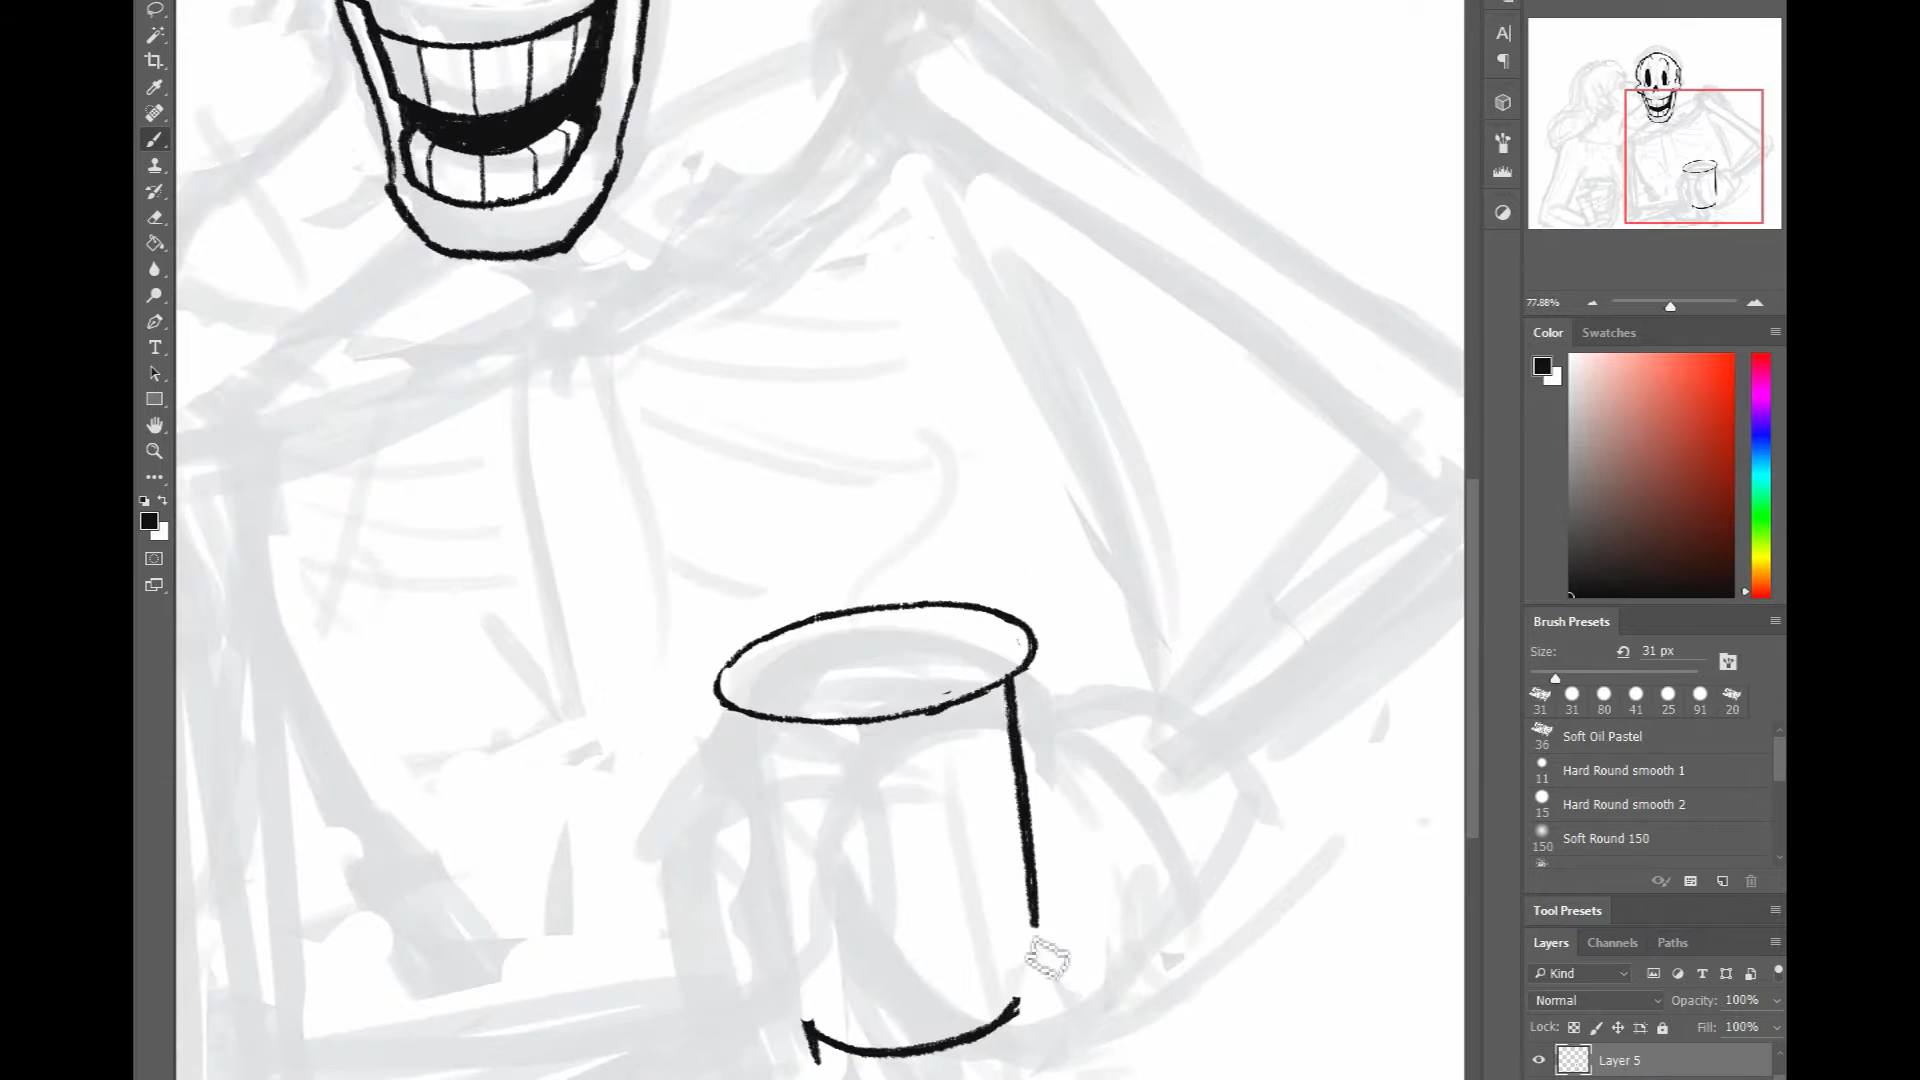 77.88%
Color Swatches
Brush Presets
Size: 31 px
31 31 80 41 25 91 20
36 Soft Oil Pastel
11 Hard Round smooth 1
15 Hard Round smooth 2
150 Soft Round 150
Tool Presets
Layers Channels Paths
Kind
Normal Opacity: 100%
Lock: Fill: 100%
Layer 5